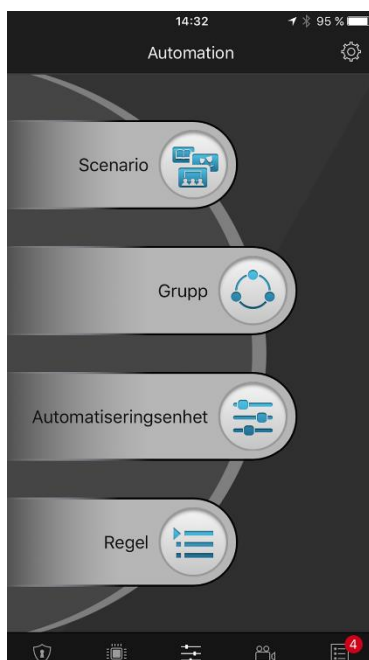 14:32
95 %
Automation
Scenario
Grupp
Automatiseringsenhet
Regel
4